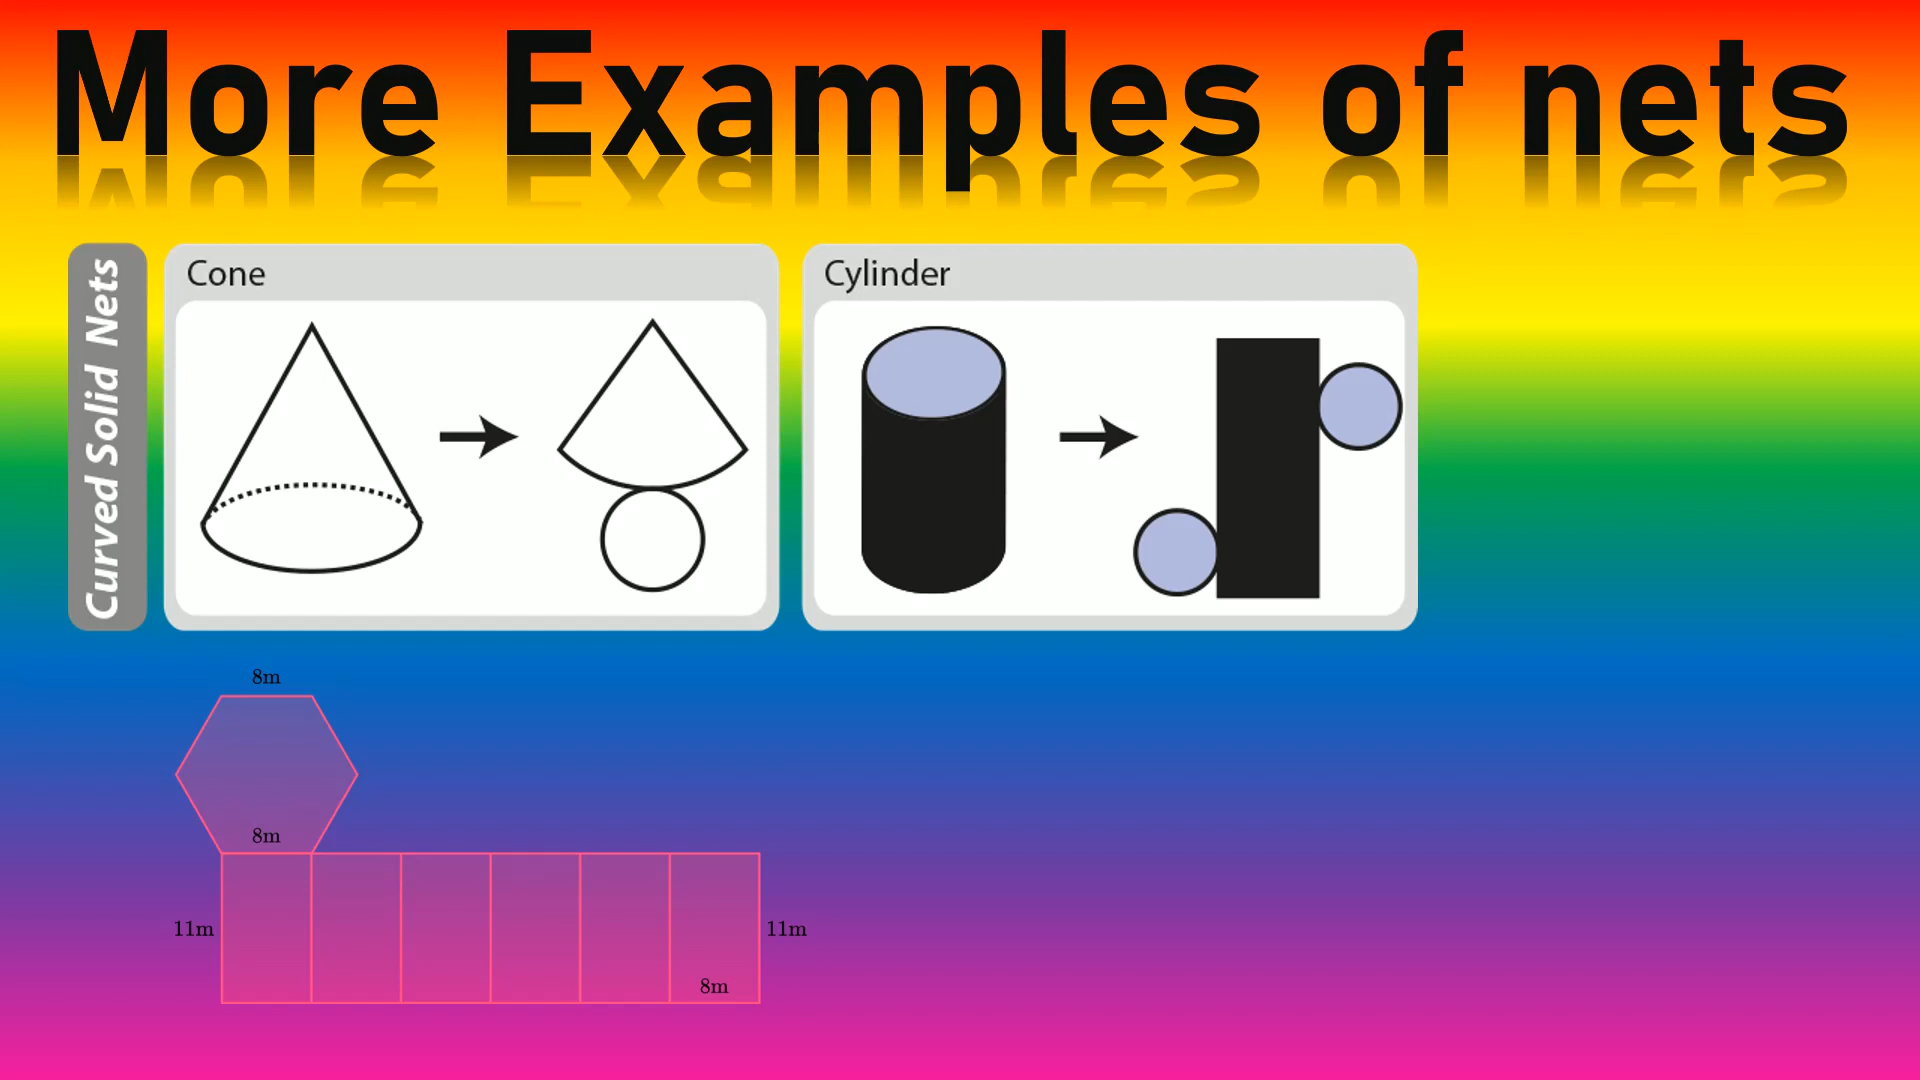 More Examples of nets
Curved Solid Nets
Cone
Cylinder
8m
8m
11m
11m
8m